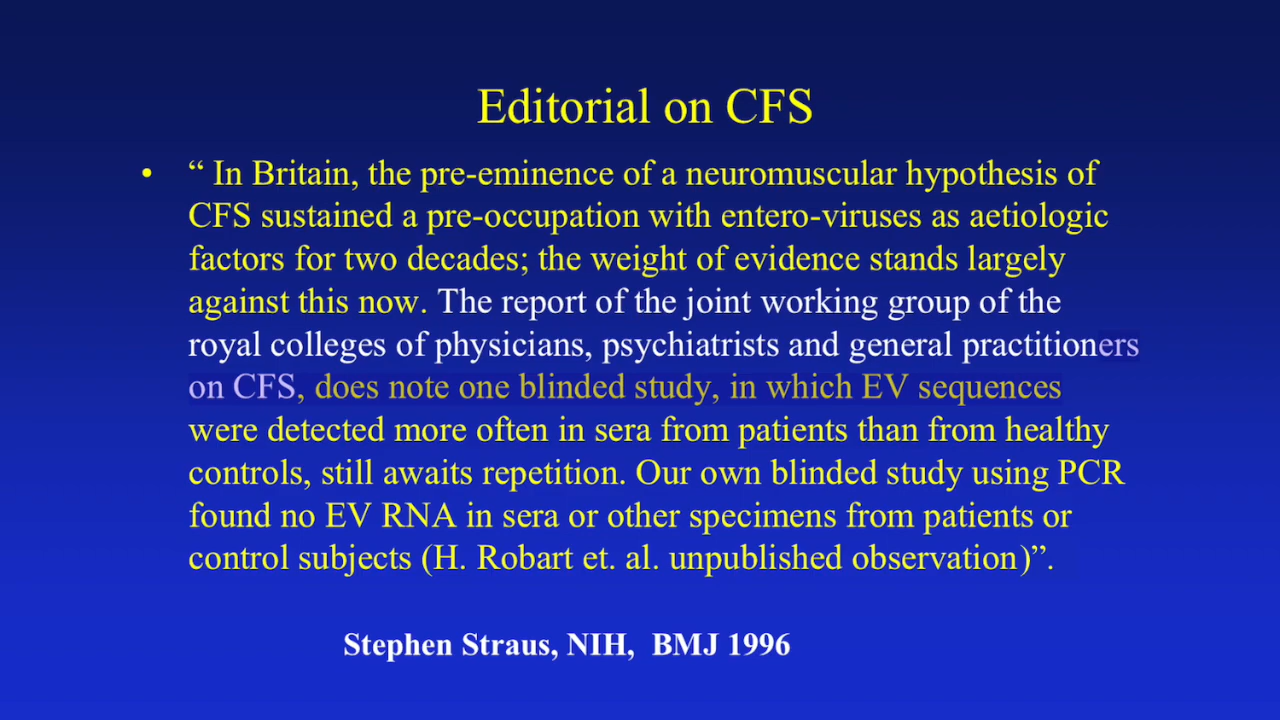 Editorial on CFS
• “ In Britain, the pre-eminence of a neuromuscular hypothesis of
CFS sustained a pre-occupation with entero-viruses as aetiologic
factors for two decades; the weight of evidence stands largely
against this now. The report of the joint working group of the
royal colleges of physicians, psychiatrists and general practitioners
on CFS, does note one blinded study, in which EV sequences
were detected more often in sera from patients than from healthy
controls, still awaits repetition. Our own blinded study using PCR
found no EV RNA in sera or other specimens from patients or
control subjects (H. Robart et. al. unpublished observation)”.
Stephen Straus, NIH, BMJ 1996